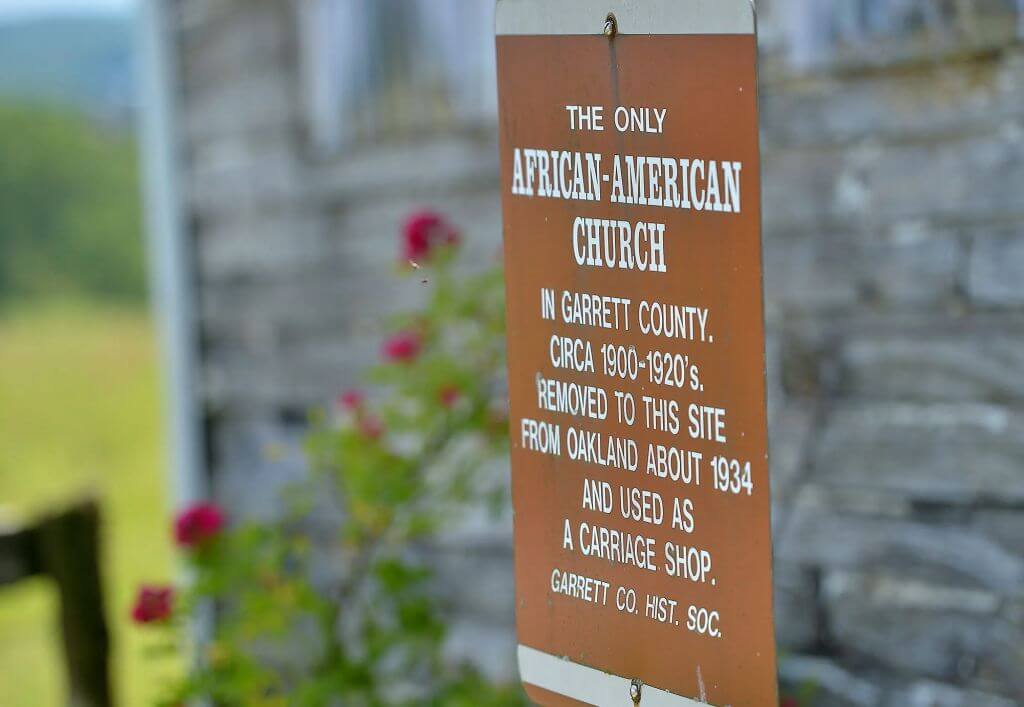 THE ONLY
AFRICAN-AMERICAN
CHURCH
IN GARRETT COUNTY.
CIRCA 1900-1920's.
REMOVED TO THIS SITE
FROM OAKLAND ABOUT 1934
AND USED AS
A CARRIAGE SHOP.
GARRETT CO. HIST. SOC.